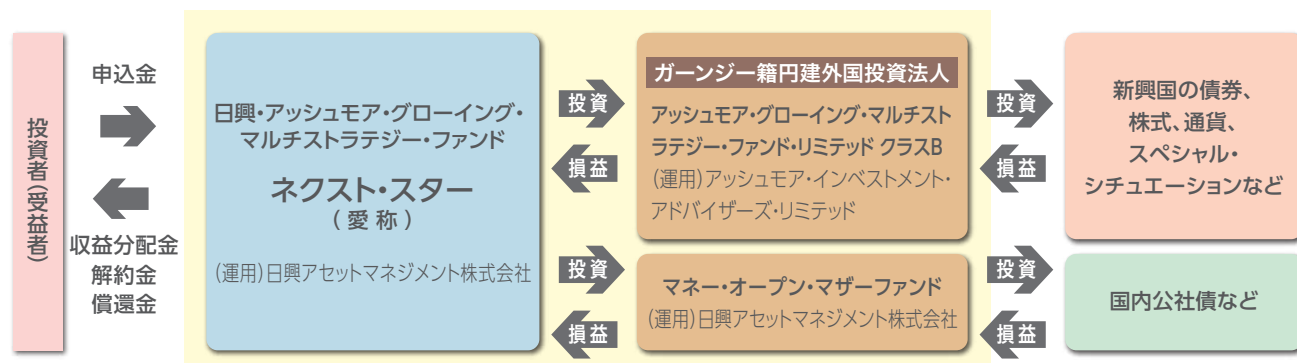 投資者(受益者)
申込金
収益分配金
解約金
償還金
日興・アッシュモア・グローイング・
マルチストラテジー・ファンド
ネクスト・スター
(愛称)
(運用)日興アセットマネジメント株式会社
投資
損益
投資
損益
ガーンジー籍円建外国投資法人
アッシュモア・グローイング・マルチスト
ラテジー・ファンド・リミテッド クラスB
(運用)アッシュモア・インベストメント・
アドバイザーズ・リミテッド
マネー・オープン・マザーファンド
(運用)日興アセットマネジメント株式会社
投資
損益
投資
損益
新興国の債券、
株式、通貨、
スペシャル・
シチュエーションなど
国内公社債など